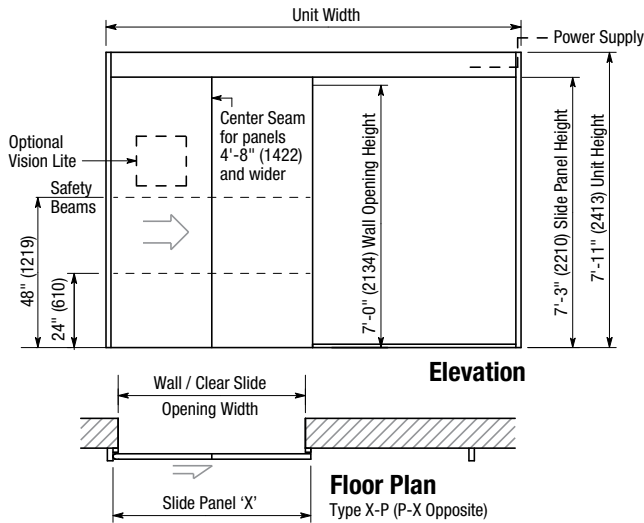 Unit Width
Power Supply
Center Seam
for panels
4'-8" (1422)
and wider
Optional
Vision Lite
Safety
Beams
48" (1219)
24" (610)
7'-0" (2134) Wall Opening Height
7'-3" (2210) Slide Panel Height
7'-11" (2413) Unit Height
Elevation
Wall / Clear Slide
Opening Width
Slide Panel ‘X’
Floor Plan
Type X-P (P-X Opposite)